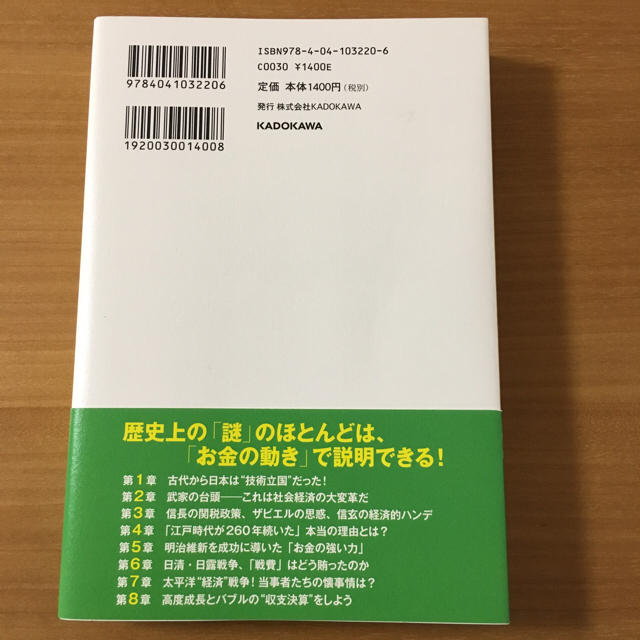 ISBN978-4-04-103220-6
C0030 ¥1400E
定価 本体1400円(税別)
発行 株式会社KADOKAWA
KADOKAWA
9784041032206
1920030014008
歴史上の「謎」のほとんどは、
「お金の動き」で説明できる!
第1章 古代から日本は“技術立国”だった!
第2章 武家の台頭──これは社会経済の大変革だ
第3章 信長の関税政策、ザビエルの思惑、信玄の経済的ハンデ
第4章 「江戸時代が260年続いた」本当の理由とは?
第5章 明治維新を成功に導いた「お金の強い力」
第6章 日清・日露戦争、「戦費」はどう賄ったのか
第7章 太平洋“経済”戦争!当事者たちの懐事情は?
第8章 高度成長とバブルの“収支決算”をしよう